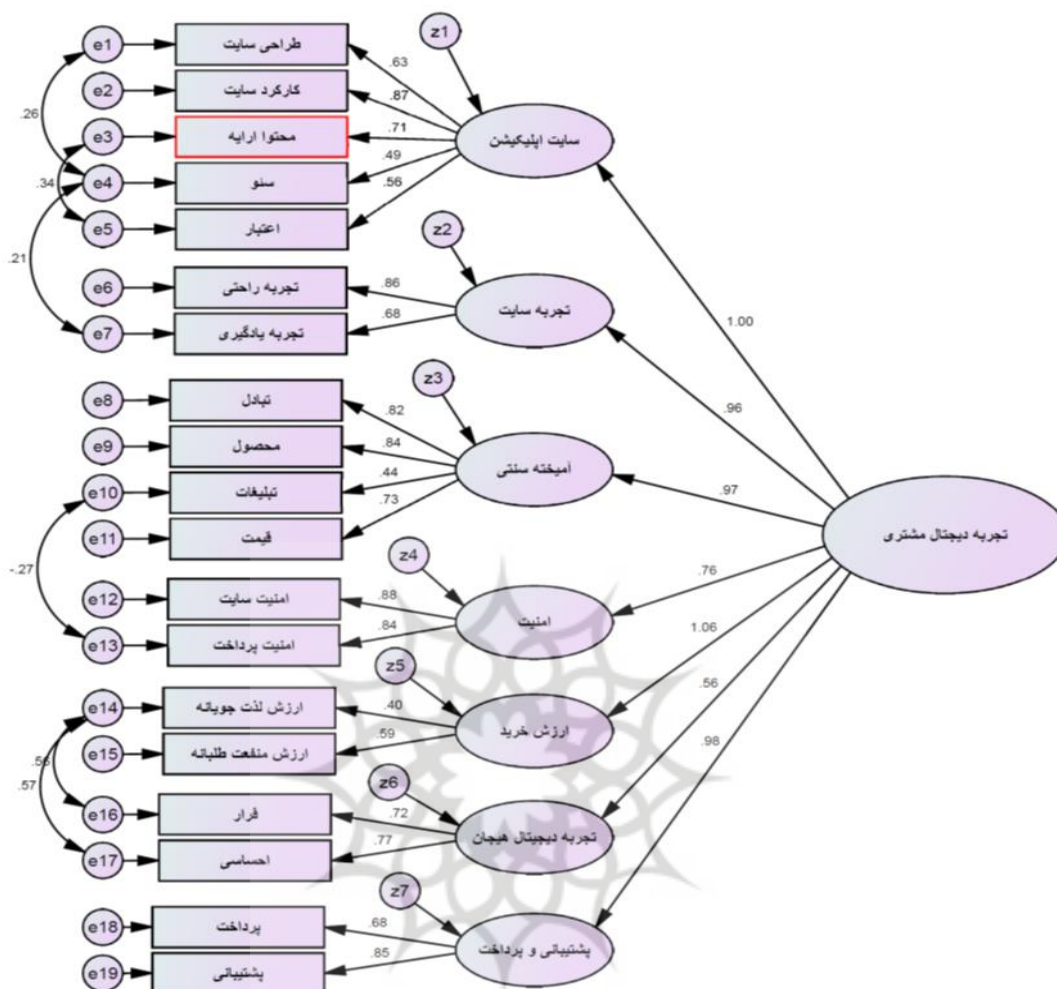 e1
طراحی سایت
z1
.63
e2
کارکرد سایت
.87
.26
e3
محتوا ارایه
.71
سایت اپلیکیشن
.49
.34
e4
سئو
.56
e5
اعتبار
z2
.21
e6
تجربه راحتی
.86
تجربه سایت
.68
e7
تجربه یادگیری
1.00
z3
e8
تبادل
.82
.96
e9
محصول
.84
آمیخته سنتی
.44
e10
تبلیغات
.73
.97
e11
قیمت
تجربه دیجتال مشتری
z4
-.27
.76
e12
امنیت سایت
.88
امنیت
.84
e13
امنیت پرداخت
1.06
z5
e14
ارزش لذت جویانه
.40
.56
ارزش خرید
.59
e15
ارزش منفعت طلبانه
.98
.57
z6
e16
فرار
.72
تجربه دیجیتال هیجان
.77
e17
احساسی
z7
e18
پرداخت
.68
پشتیبانی و پرداخت
.85
e19
پشتیبانی